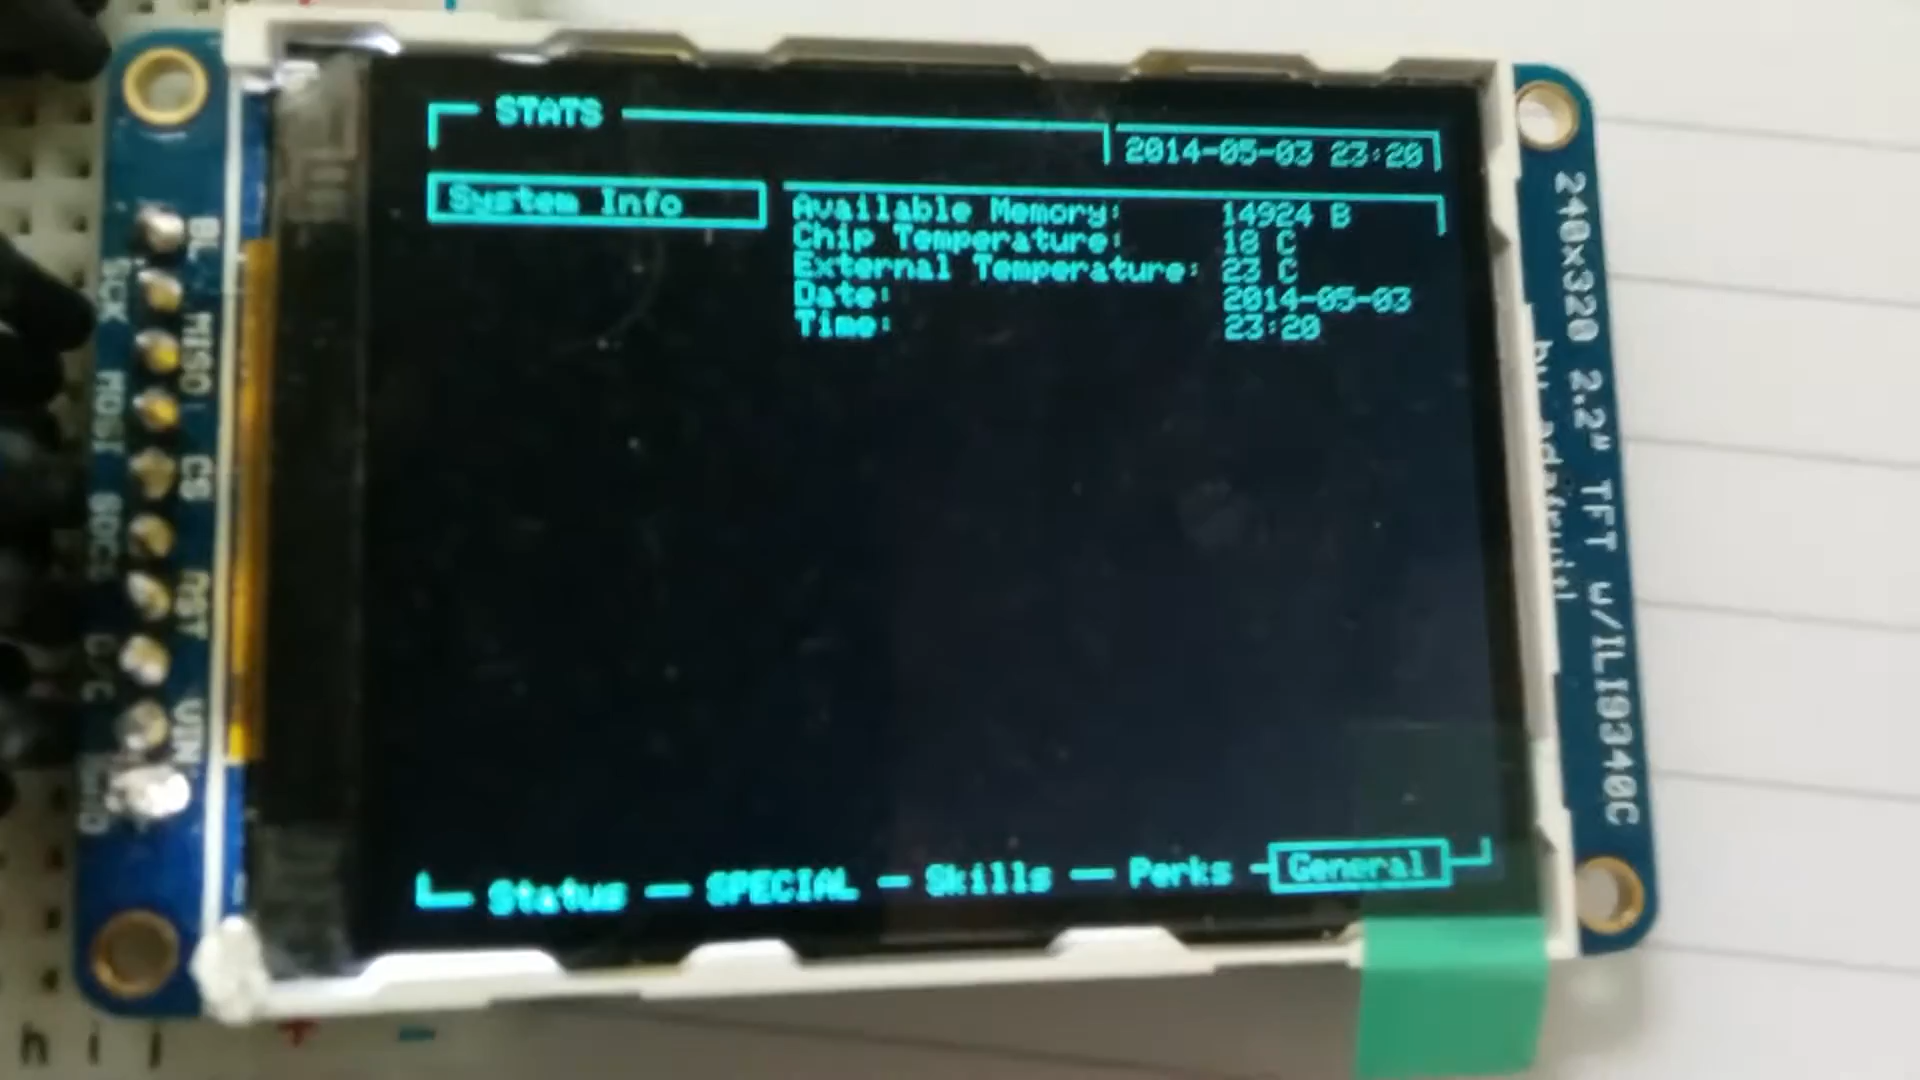 STATS
2014-05-03 23:20
System Info
Available Memory: 14924 B
Chip Temperature: 18 C
External Temperature: 23 C
Date: 2014-05-03
Time: 23:20
Status SPECIAL Skills Perks General
BL
SCK
MISO
MOSI
CS
SDCS
RST
D/C
VIN
GND
240x320 2.2" TFT w/ILI9340C
by Adafruit!
h i j